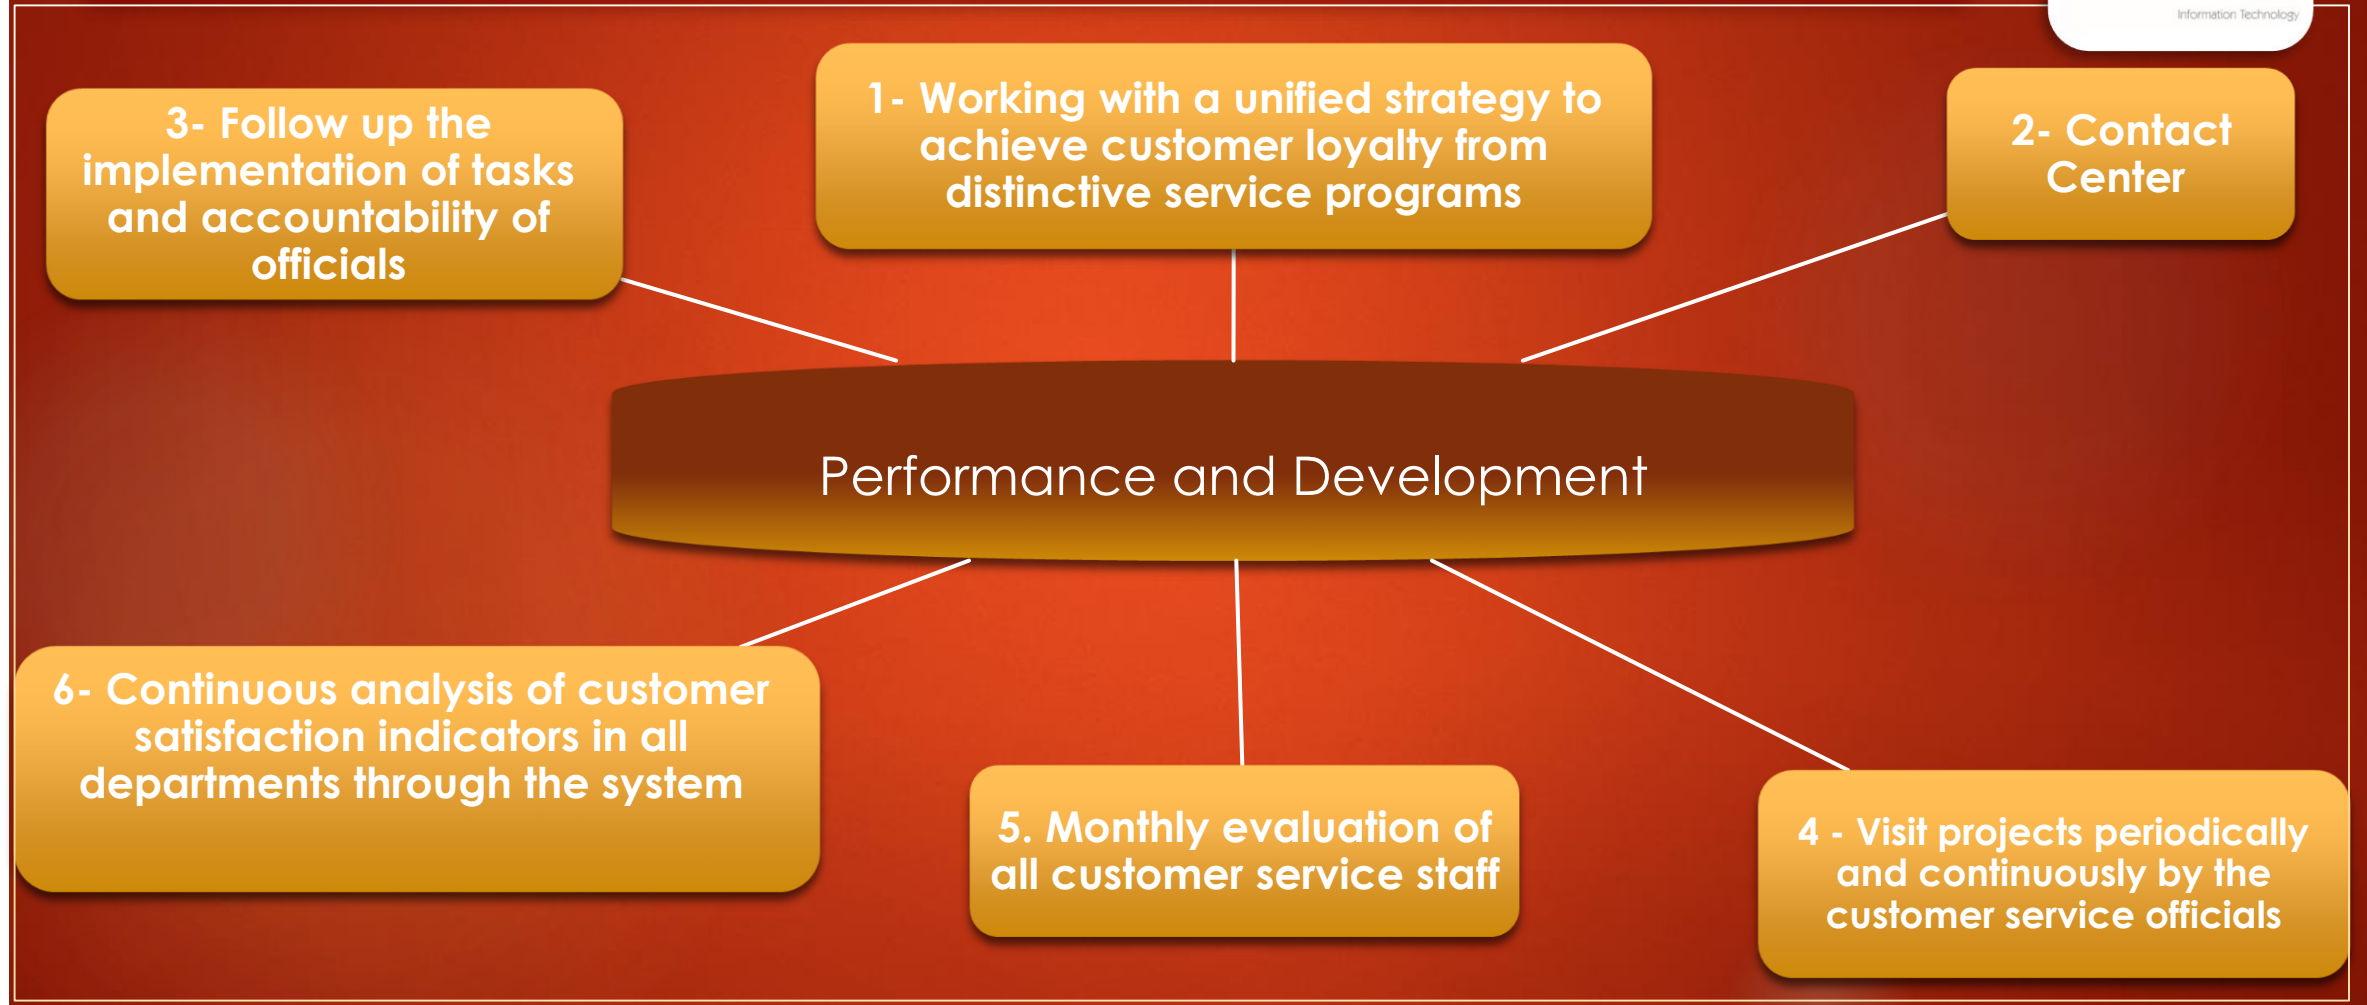 Information Technology
1- Working with a unified strategy to
achieve customer loyalty from
distinctive service programs
2- Contact
Center
3- Follow up the
implementation of tasks
and accountability of
officials
Performance and Development
6- Continuous analysis of customer
satisfaction indicators in all
departments through the system
5. Monthly evaluation of
all customer service staff
4 - Visit projects periodically
and continuously by the
customer service officials